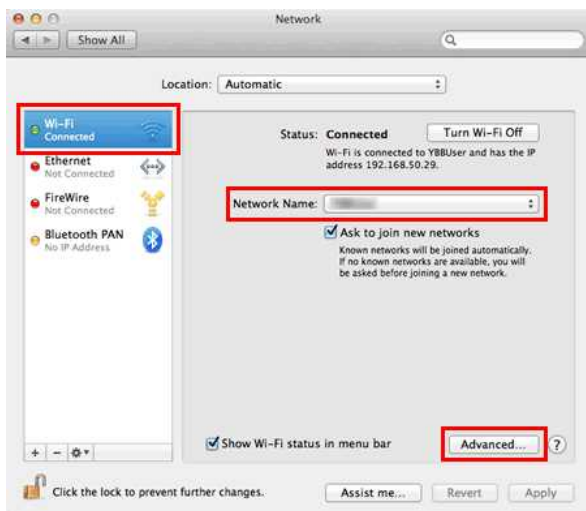 Network
Show All
Location: Automatic
Wi-Fi
Connected
Ethernet
Not Connected
FireWire
Not Connected
Bluetooth PAN
No IP Address
Status: Connected Turn Wi-Fi Off
Wi-Fi is connected to YBBUser and has the IP
address 192.168.50.29.
Network Name:
Ask to join new networks
Known networks will be joined automatically.
If no known networks are available, you will
be asked before joining a new network.
Show Wi-Fi status in menu bar Advanced... ?
Click the lock to prevent further changes. Assist me... Revert Apply